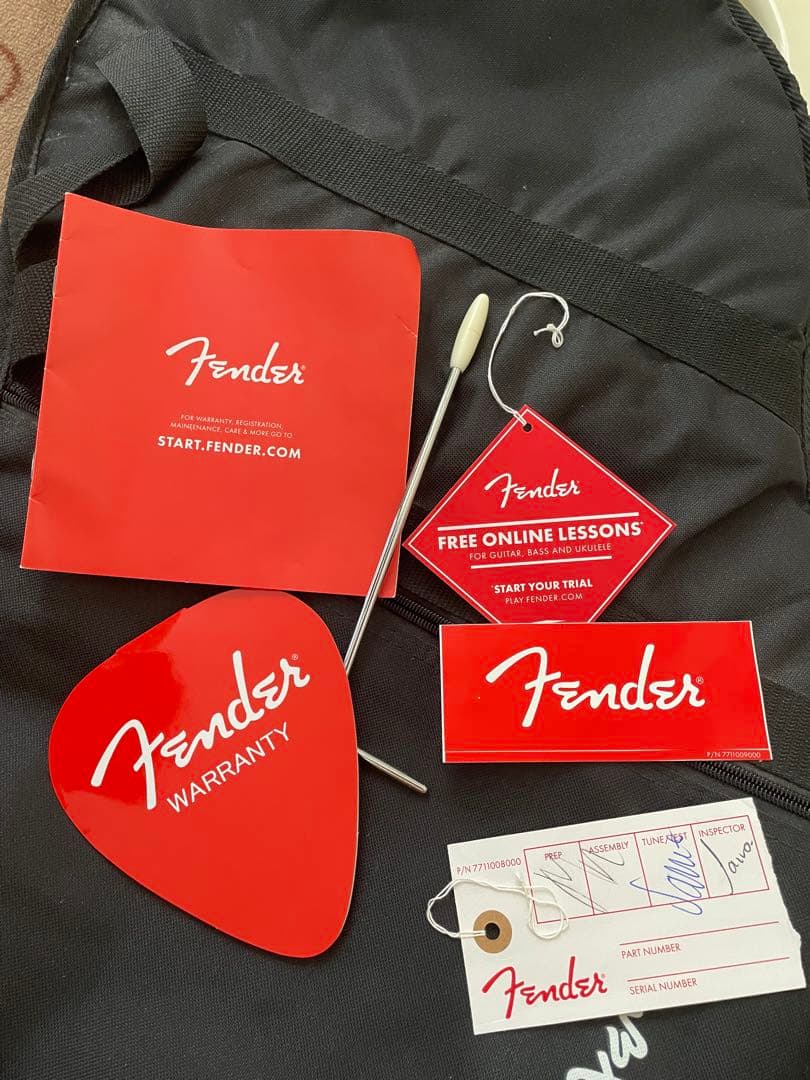 Fender®
FOR WARRANTY, REGISTRATION,
MAINTENANCE, CARE & MORE GO TO
START.FENDER.COM
Fender®
FREE ONLINE LESSONS*
FOR GUITAR, BASS AND UKULELE
*START YOUR TRIAL
PLAY.FENDER.COM
Fender®
WARRANTY
Fender®
P/N 7711009000
P/N 7711008000
PREP ASSEMBLY TUNE/TEST INSPECTOR
PART NUMBER
SERIAL NUMBER
Fender®